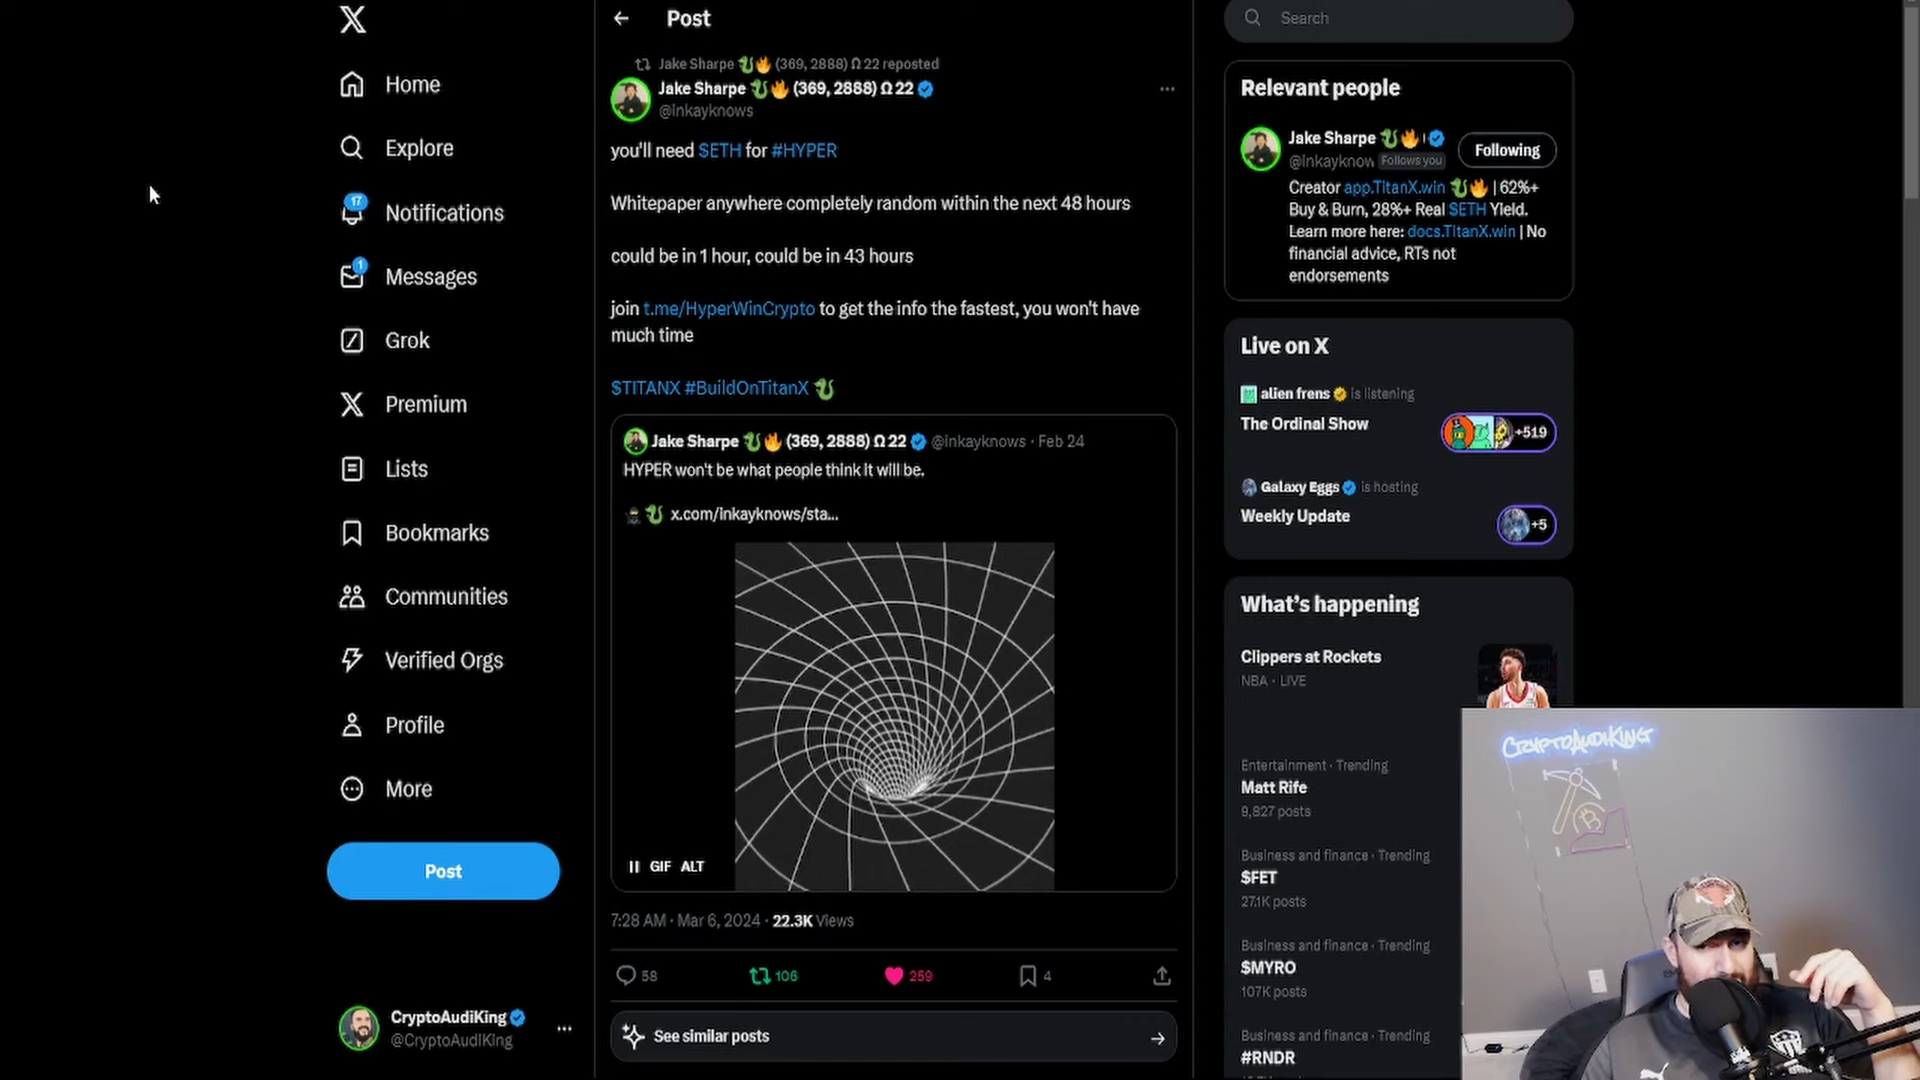 Home
Explore
17
Notifications
1
Messages
Grok
Premium
Lists
Bookmarks
Communities
Verified Orgs
Profile
More
Post
CryptoAudiKing
@CryptoAudiKing
Post
Jake Sharpe 🐉🔥 (369, 2888) Ω 22 reposted
Jake Sharpe 🐉🔥 (369, 2888) Ω 22
@inkayknows
you'll need $ETH for #HYPER
Whitepaper anywhere completely random within the next 48 hours
could be in 1 hour, could be in 43 hours
join t.me/HyperWinCrypto to get the info the fastest, you won't have
much time
$TITANX #BuildOnTitanX 🐉
Jake Sharpe 🐉🔥 (369, 2888) Ω 22 @inkayknows · Feb 24
HYPER won't be what people think it will be.
🥷🐉 x.com/inkayknows/sta...
GIF ALT
7:28 AM · Mar 6, 2024 · 22.3K Views
58 106 259 4
See similar posts
Search
Relevant people
Jake Sharpe 🐉🔥
@inkaynow Follows you
Following
Creator app.TitanX.win 🐉🔥 | 62%+
Buy & Burn, 28%+ Real $ETH Yield.
Learn more here: docs.TitanX.win | No
financial advice, RTs not
endorsements
Live on X
alien frens is listening
The Ordinal Show
+519
Galaxy Eggs is hosting
Weekly Update
+5
What's happening
Clippers at Rockets
NBA · LIVE
Entertainment · Trending
Matt Rife
9,827 posts
Business and finance · Trending
$FET
27.1K posts
Business and finance · Trending
$MYRO
107K posts
Business and finance · Trending
#RNDR
CRYPTOAUDIKING